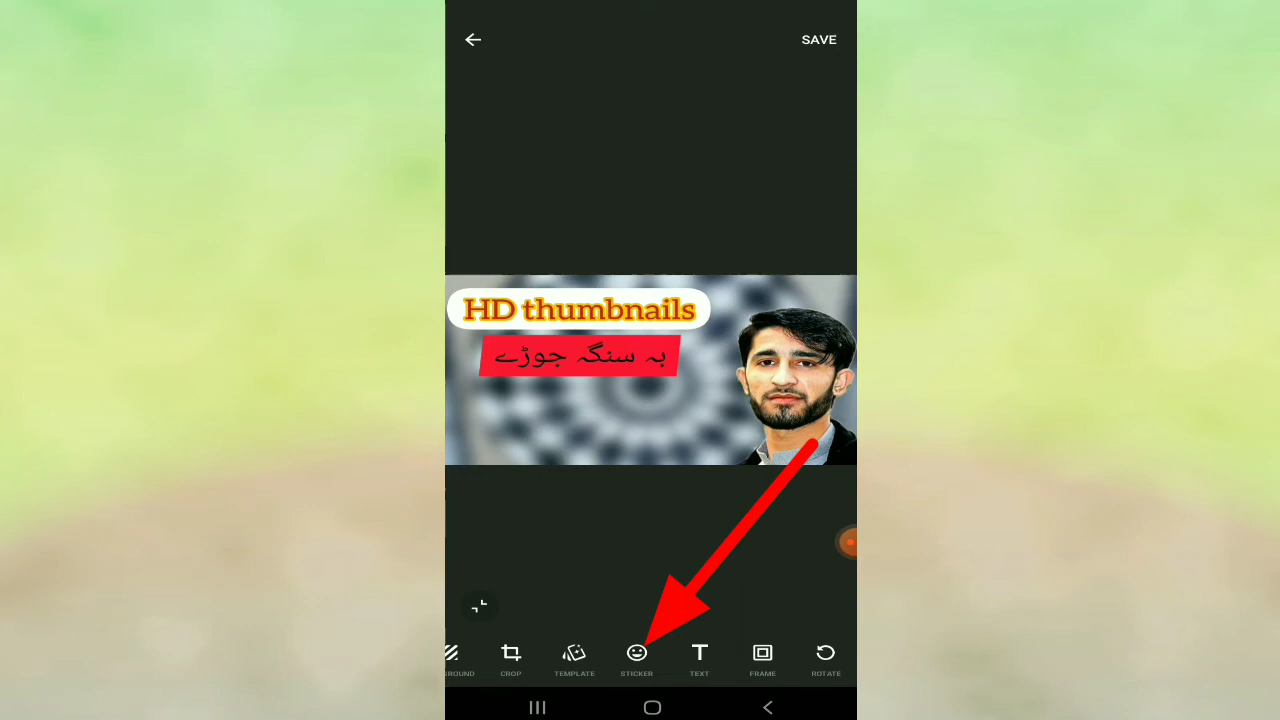 SAVE
HD thumbnails
بہ سنگہ جوڑے
ROUND CROP TEMPLATE STICKER TEXT FRAME ROTATE